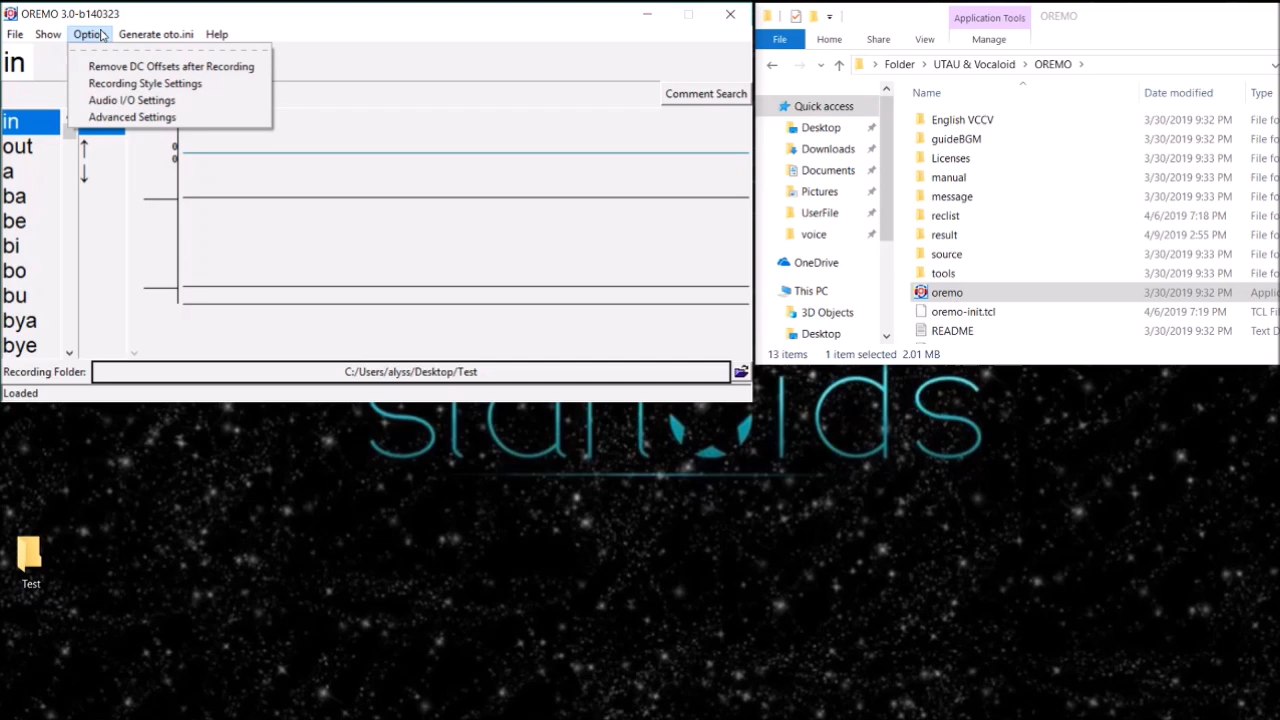 OREMO 3.0-b140323
File Show Option Generate oto.ini Help
in
Remove DC Offsets after Recording
Recording Style Settings
Audio I/O Settings
Advanced Settings
Comment Search
in
out
a
ba
be
bi
bo
bu
bya
bye
0
0
Recording Folder: C:/Users/alyss/Desktop/Test
Loaded
Application Tools OREMO
File Home Share View Manage
Folder UTAU & Vocaloid OREMO
Quick access
Desktop
Downloads
Documents
Pictures
UserFile
voice
OneDrive
This PC
3D Objects
Desktop
Name Date modified Type
English VCCV 3/30/2019 9:32 PM File fo
guideBGM 3/30/2019 9:32 PM File fo
Licenses 3/30/2019 9:32 PM File fo
manual 3/30/2019 9:32 PM File fo
message 3/30/2019 9:32 PM File fo
reclist 4/6/2019 7:18 PM File fo
result 4/9/2019 2:55 PM File fo
source 3/30/2019 9:33 PM File fo
tools 3/30/2019 9:33 PM File fo
oremo 3/30/2019 9:32 PM Applic
oremo-init.tcl 4/6/2019 7:19 PM TCL Fi
README 3/30/2019 9:32 PM Text D
13 items 1 item selected 2.01 MB
Test